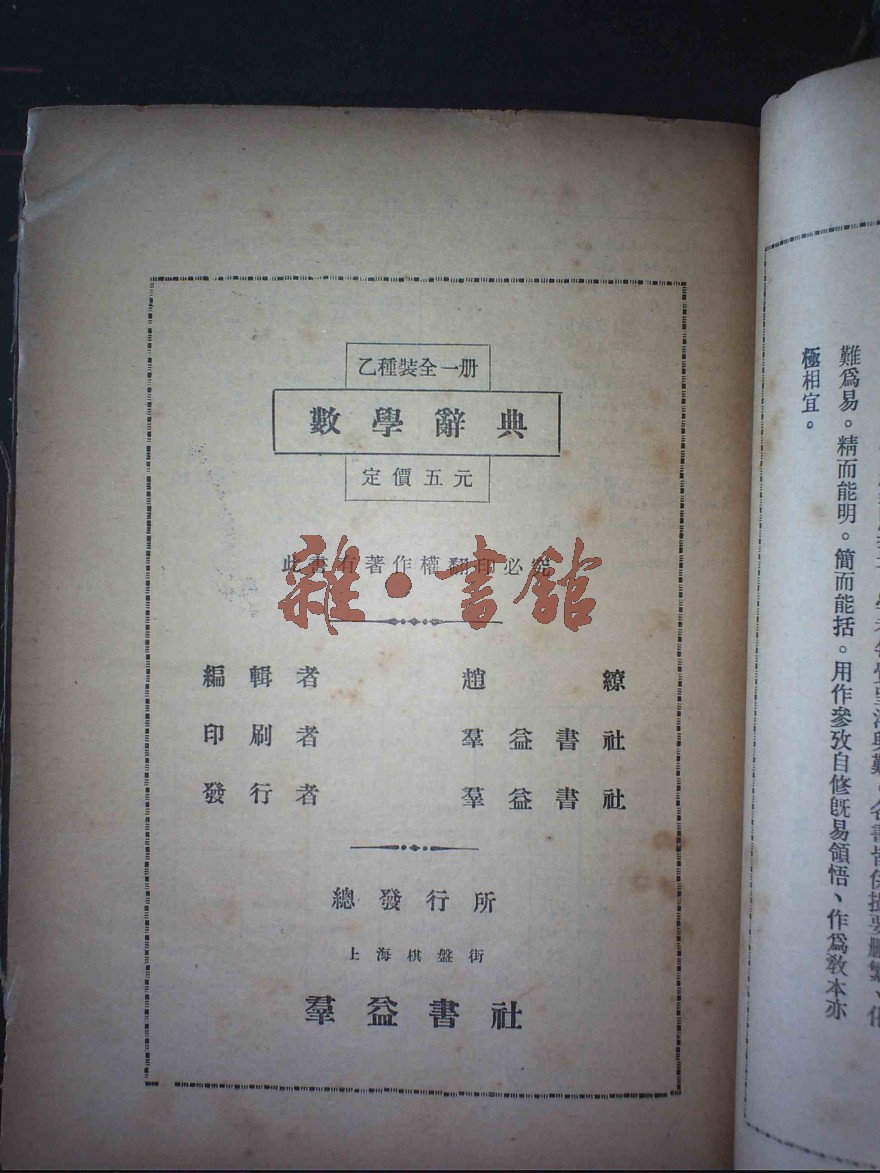 乙種裝全一册
數學辭典
定價五元
此書有著作權翻印必究
雜·書館
編輯者 趙繚
印刷者 羣益書社
發行者 羣益書社
總發行所
上海棋盤街
羣益書社
難爲易。精而能明。簡而能括。用作參攷自修旣易領悟、作爲敎本亦
極相宜。